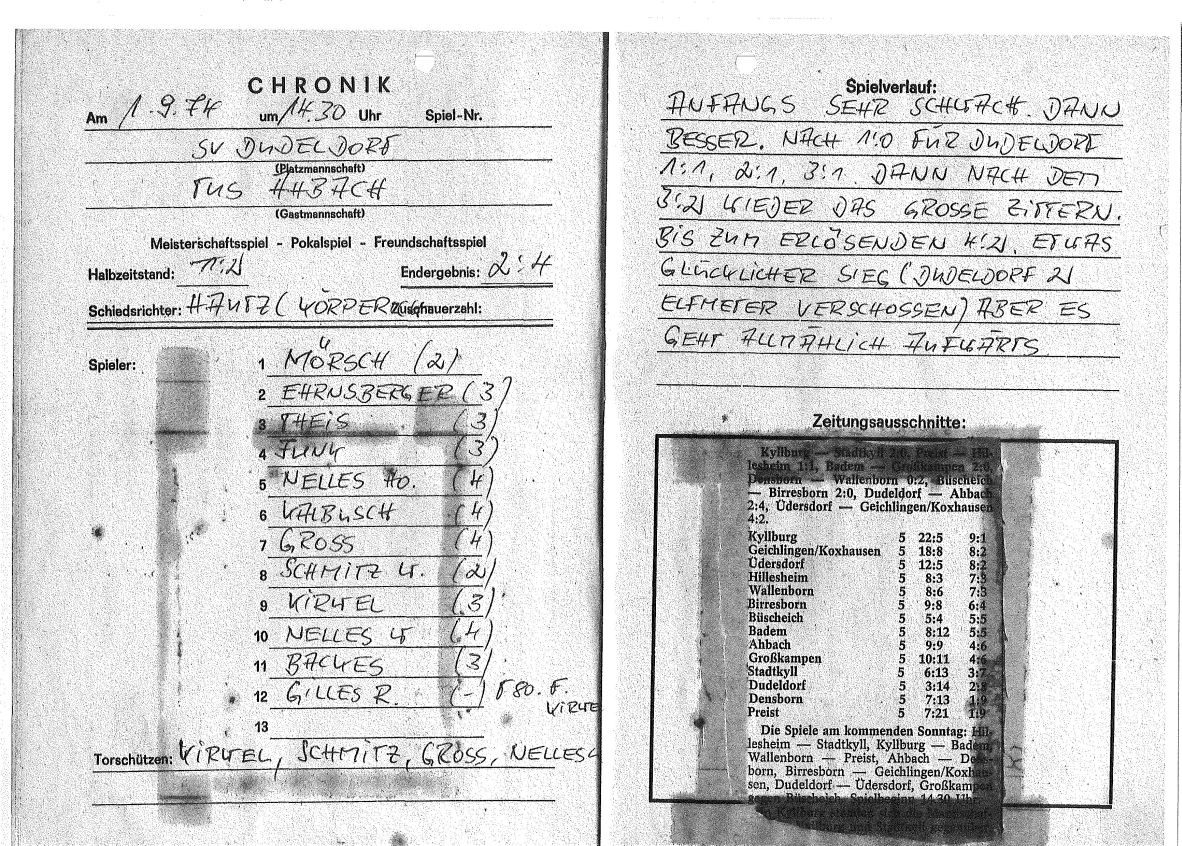 CHRONIK
Am 1.9.74 um 14.30 Uhr Spiel-Nr.
SV DUDELDORF
(Platzmannschaft)
TUS AHBACH
(Gastmannschaft)
Meisterschaftsspiel - Pokalspiel - Freundschaftsspiel
Halbzeitstand: 1:2 Endergebnis: 2:4
Schiedsrichter: HAUTZ (KÖRPERICH Zuschauerzahl:
Spieler:
1 MÖRSCH (2)
2 EHRNSBERGER (3)
3 THEIS (3)
4 JUNK (3)
5 NELLES HO. (4)
6 KALBUSCH (4)
7 GROSS (4)
8 SCHMITZ W. (2)
9 KIRWEL (3)
10 NELLES W (4)
11 BACKES (3)
12 GILLES R. (-) 80. F. KIRWE
13
Torschützen: KIRWEL, SCHMITZ, GROSS, NELLES
Spielverlauf:
ANFANGS SEHR SCHWACH. DANN
BESSER. NACH 1:0 FÜR DUDELDORF
1:1, 2:1, 3:1. DANN NACH DEM
3:2 WIEDER DAS GROSSE ZITTERN.
BIS ZUM ERLÖSENDEN 4:2. ETWAS
GLÜCKLICHER SIEG (DUDELDORF 2
ELFMETER VERSCHOSSEN) ABER ES
GEHT ALLMÄHLICH AUFWÄRTS
Zeitungsausschnitte:
Kyllburg — Stadtkyll 2:0, Preist — Hil-
lesheim 1:1, Badem — Großkampen 2:0,
Densborn — Wallenborn 0:2, Büscheich
— Birresborn 2:0, Dudeldorf — Ahbach
2:4, Üdersdorf — Geichlingen/Koxhausen
4:2.
Kyllburg 5 22:5 9:1
Geichlingen/Koxhausen 5 18:8 8:2
Üdersdorf 5 12:5 8:2
Hillesheim 5 8:3 7:3
Wallenborn 5 8:6 7:3
Birresborn 5 9:8 6:4
Büscheich 5 5:4 5:5
Badem 5 8:12 5:5
Ahbach 5 9:9 4:6
Großkampen 5 10:11 4:6
Stadtkyll 5 6:13 3:7
Dudeldorf 5 3:14 2:8
Densborn 5 7:13 1:9
Preist 5 7:21 1:9
Die Spiele am kommenden Sonntag: Hil-
lesheim — Stadtkyll, Kyllburg — Badem,
Wallenborn — Preist, Ahbach — Dens-
born, Birresborn — Geichlingen/Koxhau-
sen, Dudeldorf — Üdersdorf, Großkampen
gegen Büscheich. Spielbeginn 14.30 Uhr.